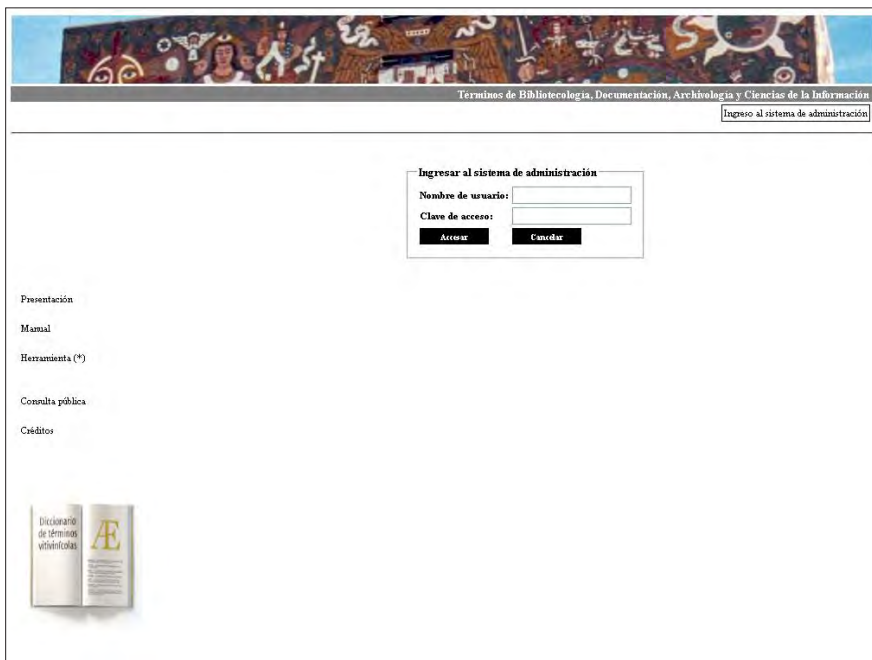 Términos de Bibliotecología, Documentación, Archivología y Ciencias de la Información
Ingreso al sistema de administración
Ingresar al sistema de administración
Nombre de usuario:
Clave de acceso:
Accesar Cancelar
Presentación
Manual
Herramienta (*)
Consulta pública
Créditos
Diccionario
de términos
vitivinícolas
Æ